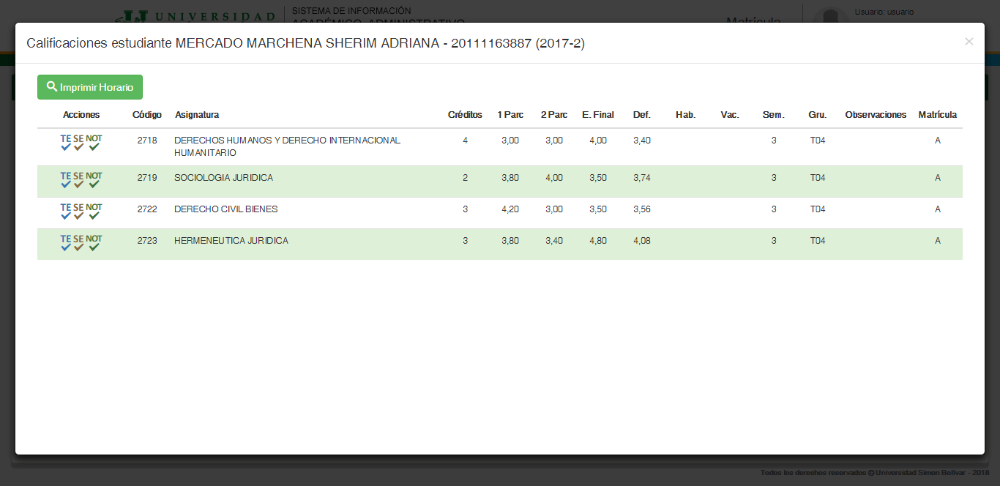 UNIVERSIDAD
SISTEMA DE INFORMACIÓN
ACADÉMICO-ADMINISTRATIVO
Matrícula
Usuario: usuario
Calificaciones estudiante MERCADO MARCHENA SHERIM ADRIANA - 20111163887 (2017-2)
×
Imprimir Horario
Acciones Código Asignatura Créditos 1 Parc 2 Parc E. Final Def. Hab. Vac. Sem. Gru. Observaciones Matrícula
TE SE NOT 2718 DERECHOS HUMANOS Y DERECHO INTERNACIONAL 4 3,00 3,00 4,00 3,40 3 T04 A
HUMANITARIO
TE SE NOT 2719 SOCIOLOGIA JURIDICA 2 3,80 4,00 3,50 3,74 3 T04 A
TE SE NOT 2722 DERECHO CIVIL BIENES 3 4,20 3,00 3,50 3,56 3 T04 A
TE SE NOT 2723 HERMENEUTICA JURIDICA 3 3,80 3,40 4,80 4,08 3 T04 A
Todos los derechos reservados © Universidad Simon Bolivar - 2018